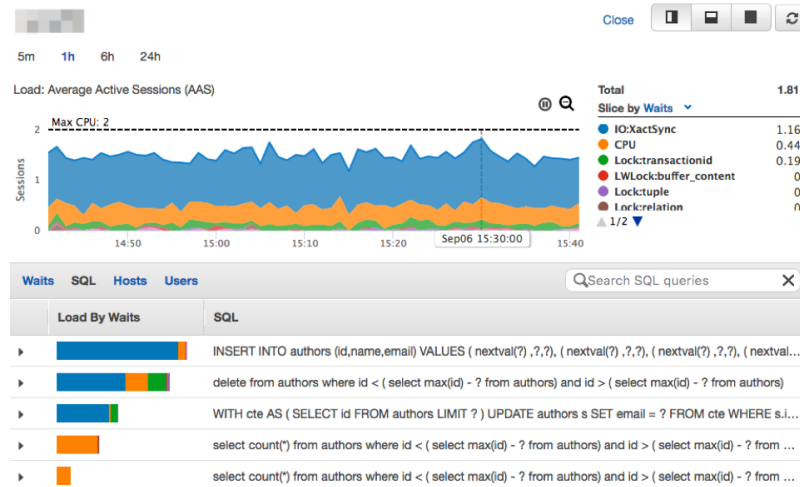 Close
5m 1h 6h 24h
Load: Average Active Sessions (AAS)
Max CPU: 2
2
1
0
Sessions
14:50 15:00 15:10 15:20 15:40
Sep06 15:30:00
Total 1.81
Slice by Waits
IO:XactSync 1.16
CPU 0.44
Lock:transactionid 0.19
LWLock:buffer_content 0
Lock:tuple 0
Lock:relation 0
1/2
Waits SQL Hosts Users
Search SQL queries
Load By Waits SQL
INSERT INTO authors (id,name,email) VALUES ( nextval(?) ,?,?), ( nextval(?) ,?,?), ( nextval(?) ,?,?), ( nextval...
delete from authors where id < ( select max(id) - ? from authors) and id > ( select max(id) - ? from authors)
WITH cte AS ( SELECT id FROM authors LIMIT ? ) UPDATE authors s SET email = ? FROM cte WHERE s.i...
select count(*) from authors where id < ( select max(id) - ? from authors) and id > ( select max(id) - ? from ...
select count(*) from authors where id < ( select max(id) - ? from authors) and id > ( select max(id) - ? from ...